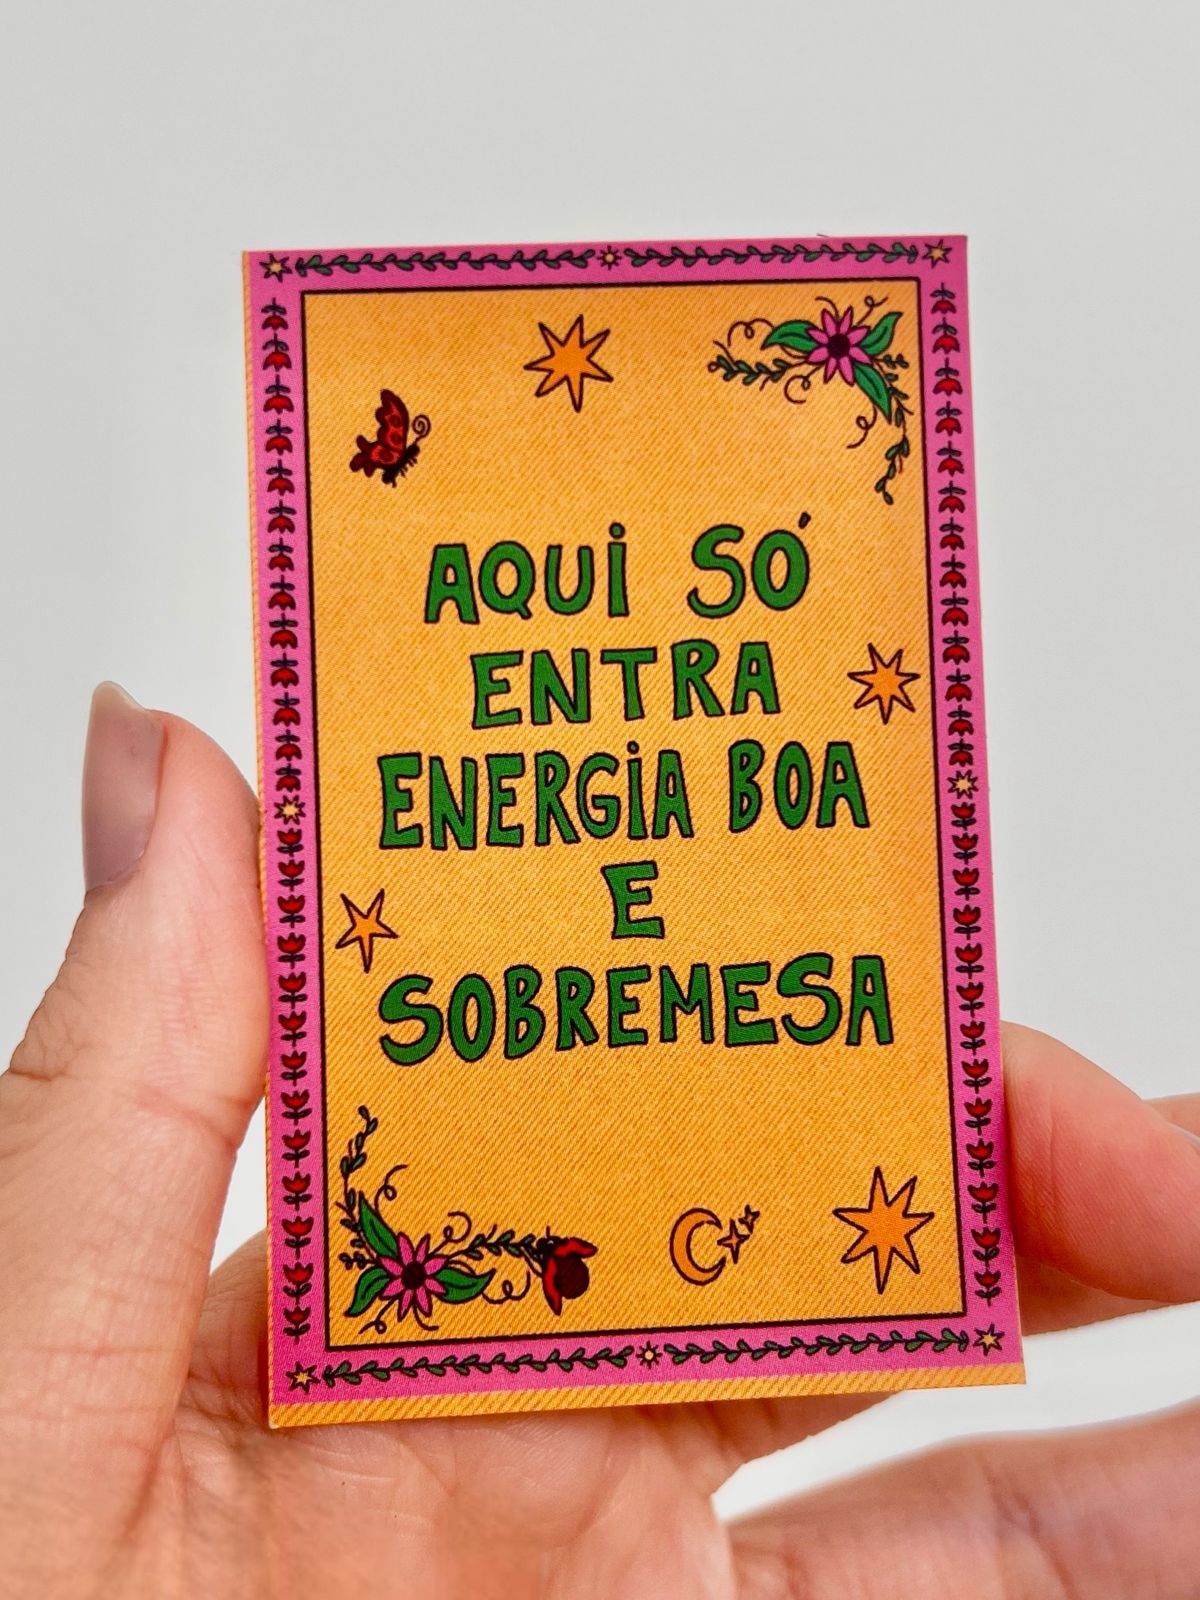 AQUI SÓ
ENTRA
ENERGIA BOA
E
SOBREMESA